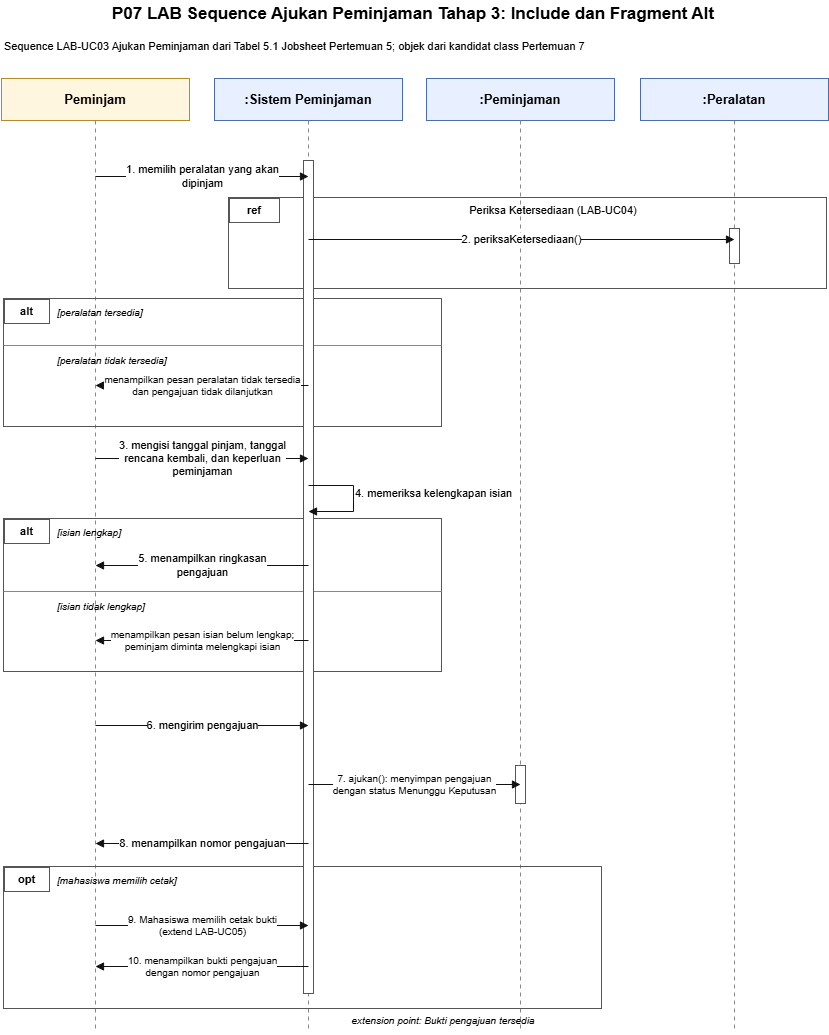 P07 LAB Sequence Ajukan Peminjaman Tahap 3: Include dan Fragment Alt
Sequence LAB-UC03 Ajukan Peminjaman dari Tabel 5.1 Jobsheet Pertemuan 5; objek dari kandidat class Pertemuan 7
Peminjam
:Sistem Peminjaman
:Peminjaman
:Peralatan
1. memilih peralatan yang akan
dipinjam
ref
Periksa Ketersediaan (LAB-UC04)
2. periksaKetersediaan()
alt
[peralatan tersedia]
[peralatan tidak tersedia]
menampilkan pesan peralatan tidak tersedia
dan pengajuan tidak dilanjutkan
3. mengisi tanggal pinjam, tanggal
rencana kembali, dan keperluan
peminjaman
4. memeriksa kelengkapan isian
alt
[isian lengkap]
5. menampilkan ringkasan
pengajuan
[isian tidak lengkap]
menampilkan pesan isian belum lengkap;
peminjam diminta melengkapi isian
6. mengirim pengajuan
7. ajukan(): menyimpan pengajuan
dengan status Menunggu Keputusan
8. menampilkan nomor pengajuan
opt
[mahasiswa memilih cetak]
9. Mahasiswa memilih cetak bukti
(extend LAB-UC05)
10. menampilkan bukti pengajuan
dengan nomor pengajuan
extension point: Bukti pengajuan tersedia